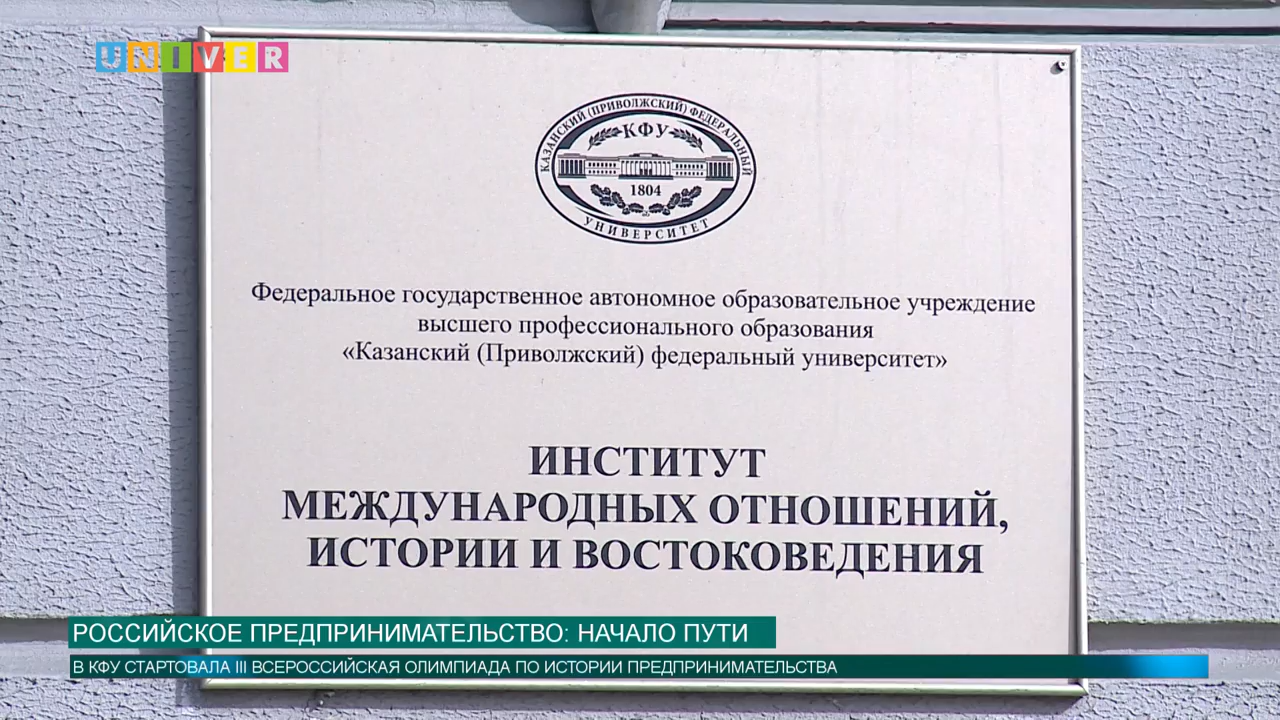 UNIVER
КАЗАНСКИЙ (ПРИВОЛЖСКИЙ) ФЕДЕРАЛЬНЫЙ
КФУ
1804
УНИВЕРСИТЕТ
Федеральное государственное автономное образовательное учреждение
высшего профессионального образования
«Казанский (Приволжский) федеральный университет»
ИНСТИТУТ
МЕЖДУНАРОДНЫХ ОТНОШЕНИЙ,
ИСТОРИИ И ВОСТОКОВЕДЕНИЯ
РОССИЙСКОЕ ПРЕДПРИНИМАТЕЛЬСТВО: НАЧАЛО ПУТИ
В КФУ СТАРТОВАЛА III ВСЕРОССИЙСКАЯ ОЛИМПИАДА ПО ИСТОРИИ ПРЕДПРИНИМАТЕЛЬСТВА